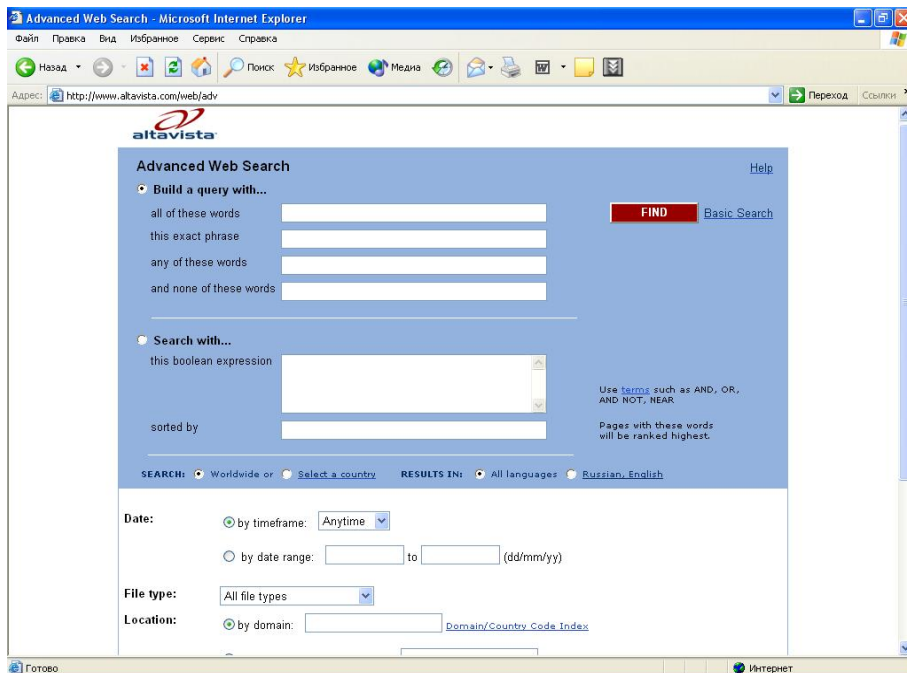 Advanced Web Search - Microsoft Internet Explorer
Файл Правка Вид Избранное Сервис Справка
Назад Поиск Избранное Медиа
Адрес: http://www.altavista.com/web/adv Переход Ссылки
altavista
Advanced Web Search Help
Build a query with...
all of these words FIND Basic Search
this exact phrase
any of these words
and none of these words
Search with...
this boolean expression
Use terms such as AND, OR,
AND NOT, NEAR
sorted by Pages with these words
will be ranked highest.
SEARCH: Worldwide or Select a country RESULTS IN: All languages Russian, English
Date: by timeframe: Anytime
by date range: to (dd/mm/yy)
File type: All file types
Location: by domain: Domain/Country Code Index
Готово Интернет